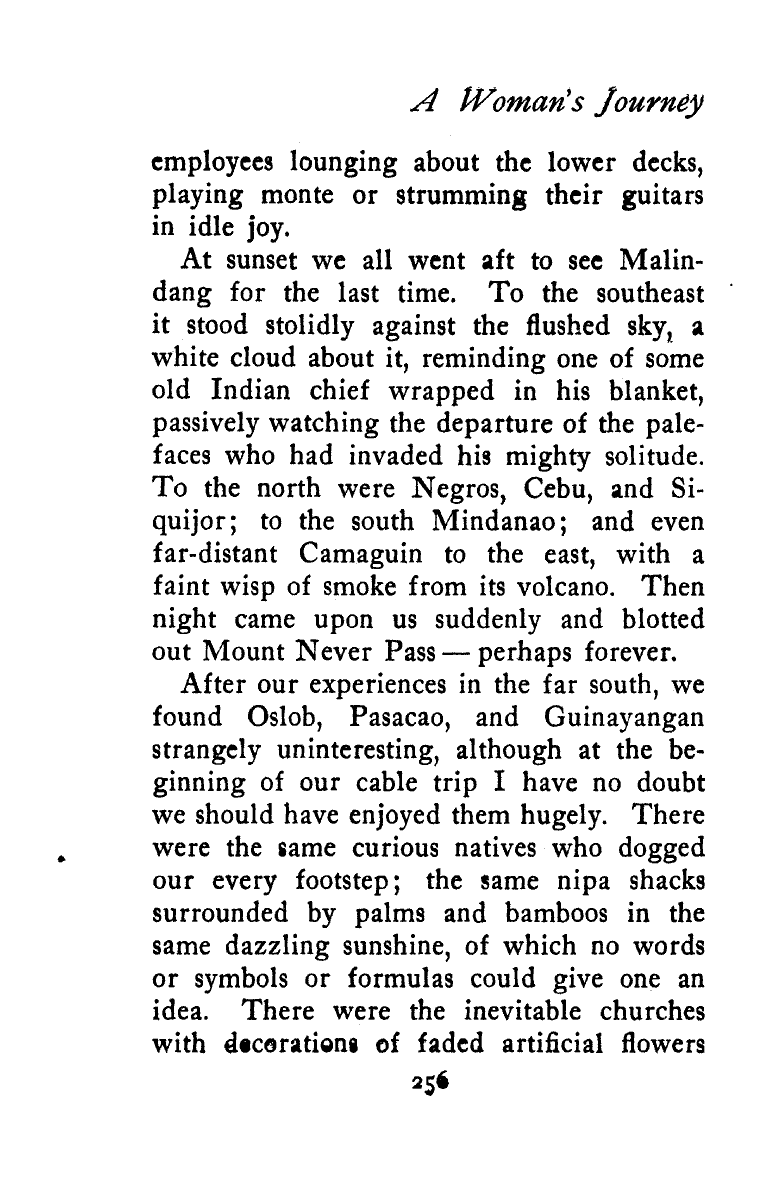 A Woman's Journey
employees lounging about the lower decks,
playing monte or strumming their guitars
in idle joy.
At sunset we all went aft to see Malin-
dang for the last time. To the southeast
it stood stolidly against the flushed sky, a
white cloud about it, reminding one of some
old Indian chief wrapped in his blanket,
passively watching the departure of the pale-
faces who had invaded his mighty solitude.
To the north were Negros, Cebu, and Si-
quijor; to the south Mindanao; and even
far-distant Camaguin to the east, with a
faint wisp of smoke from its volcano. Then
night came upon us suddenly and blotted
out Mount Never Pass — perhaps forever.
After our experiences in the far south, we
found Oslob, Pasacao, and Guinayangan
strangely uninteresting, although at the be-
ginning of our cable trip I have no doubt
we should have enjoyed them hugely. There
were the same curious natives who dogged
our every footstep; the same nipa shacks
surrounded by palms and bamboos in the
same dazzling sunshine, of which no words
or symbols or formulas could give one an
idea. There were the inevitable churches
with decorations of faded artificial flowers
256